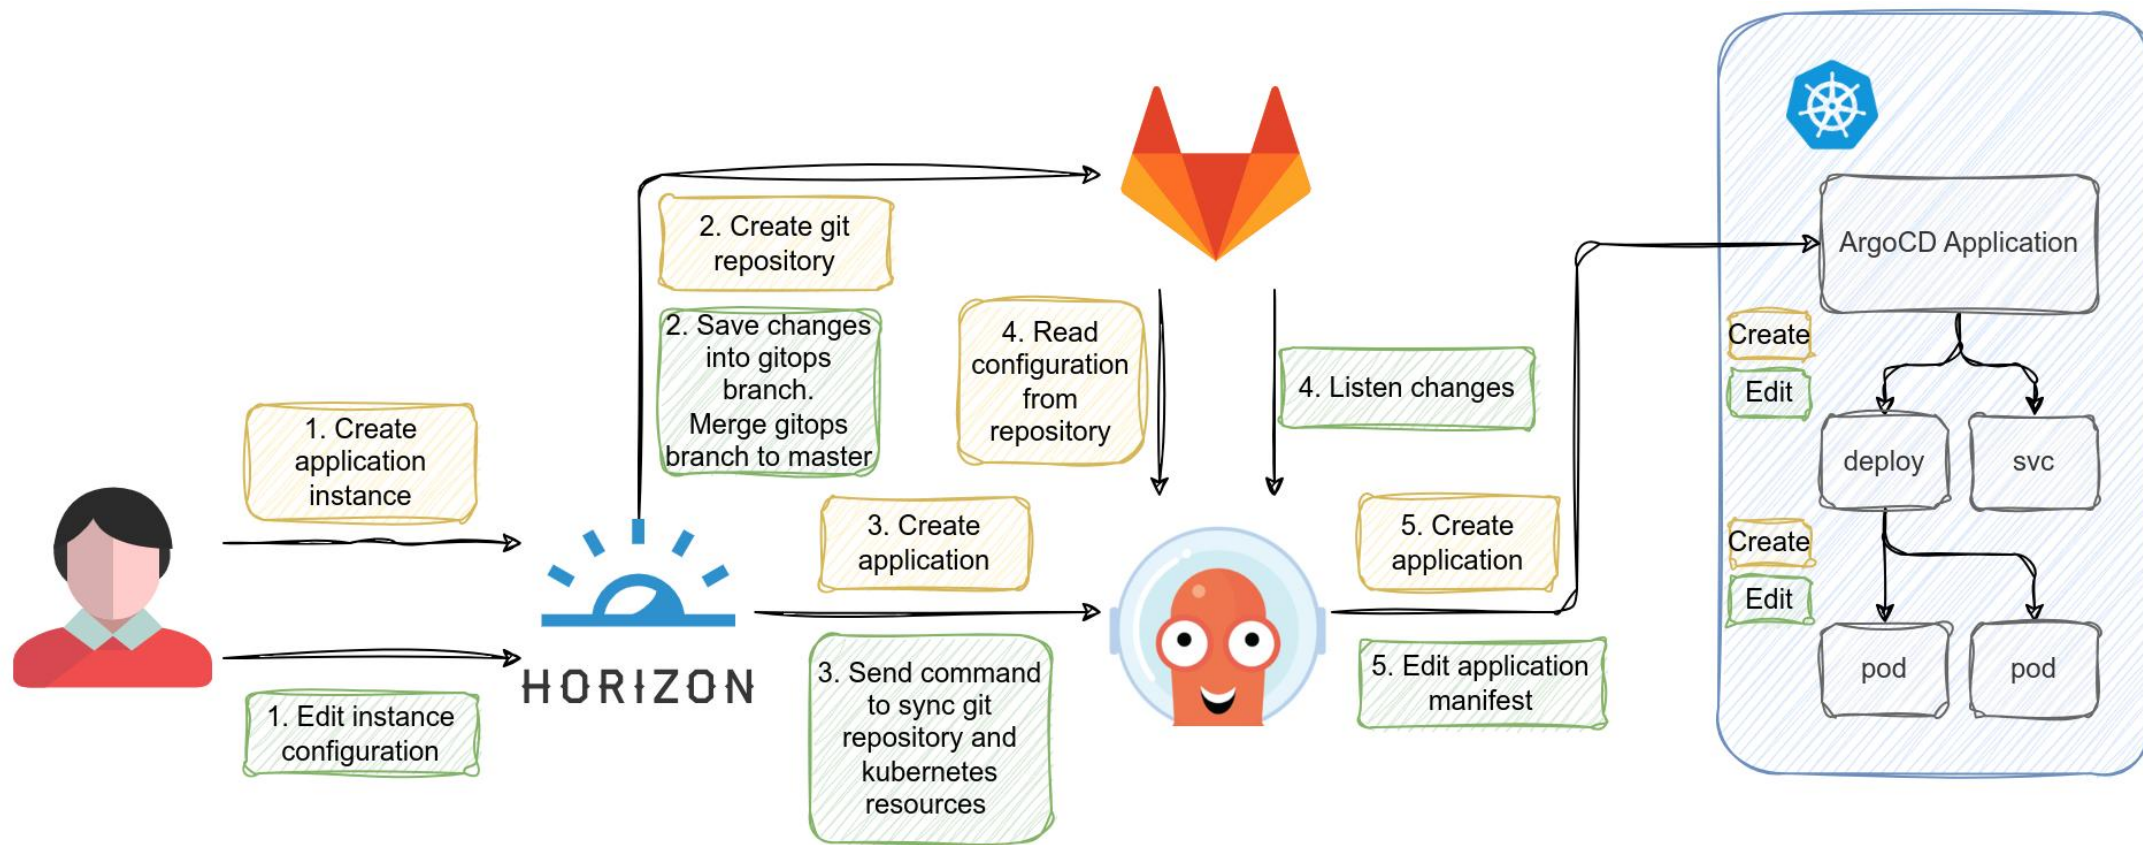 2. Create git
repository
2. Save changes
into gitops
branch.
Merge gitops
branch to master
1. Create
application
instance
1. Edit instance
configuration
HORIZON
3. Create
application
3. Send command
to sync git
repository and
kubernetes
resources
4. Read
configuration
from
repository
4. Listen changes
5. Create
application
5. Edit application
manifest
ArgoCD Application
Create
Edit
deploy
svc
Create
Edit
pod
pod